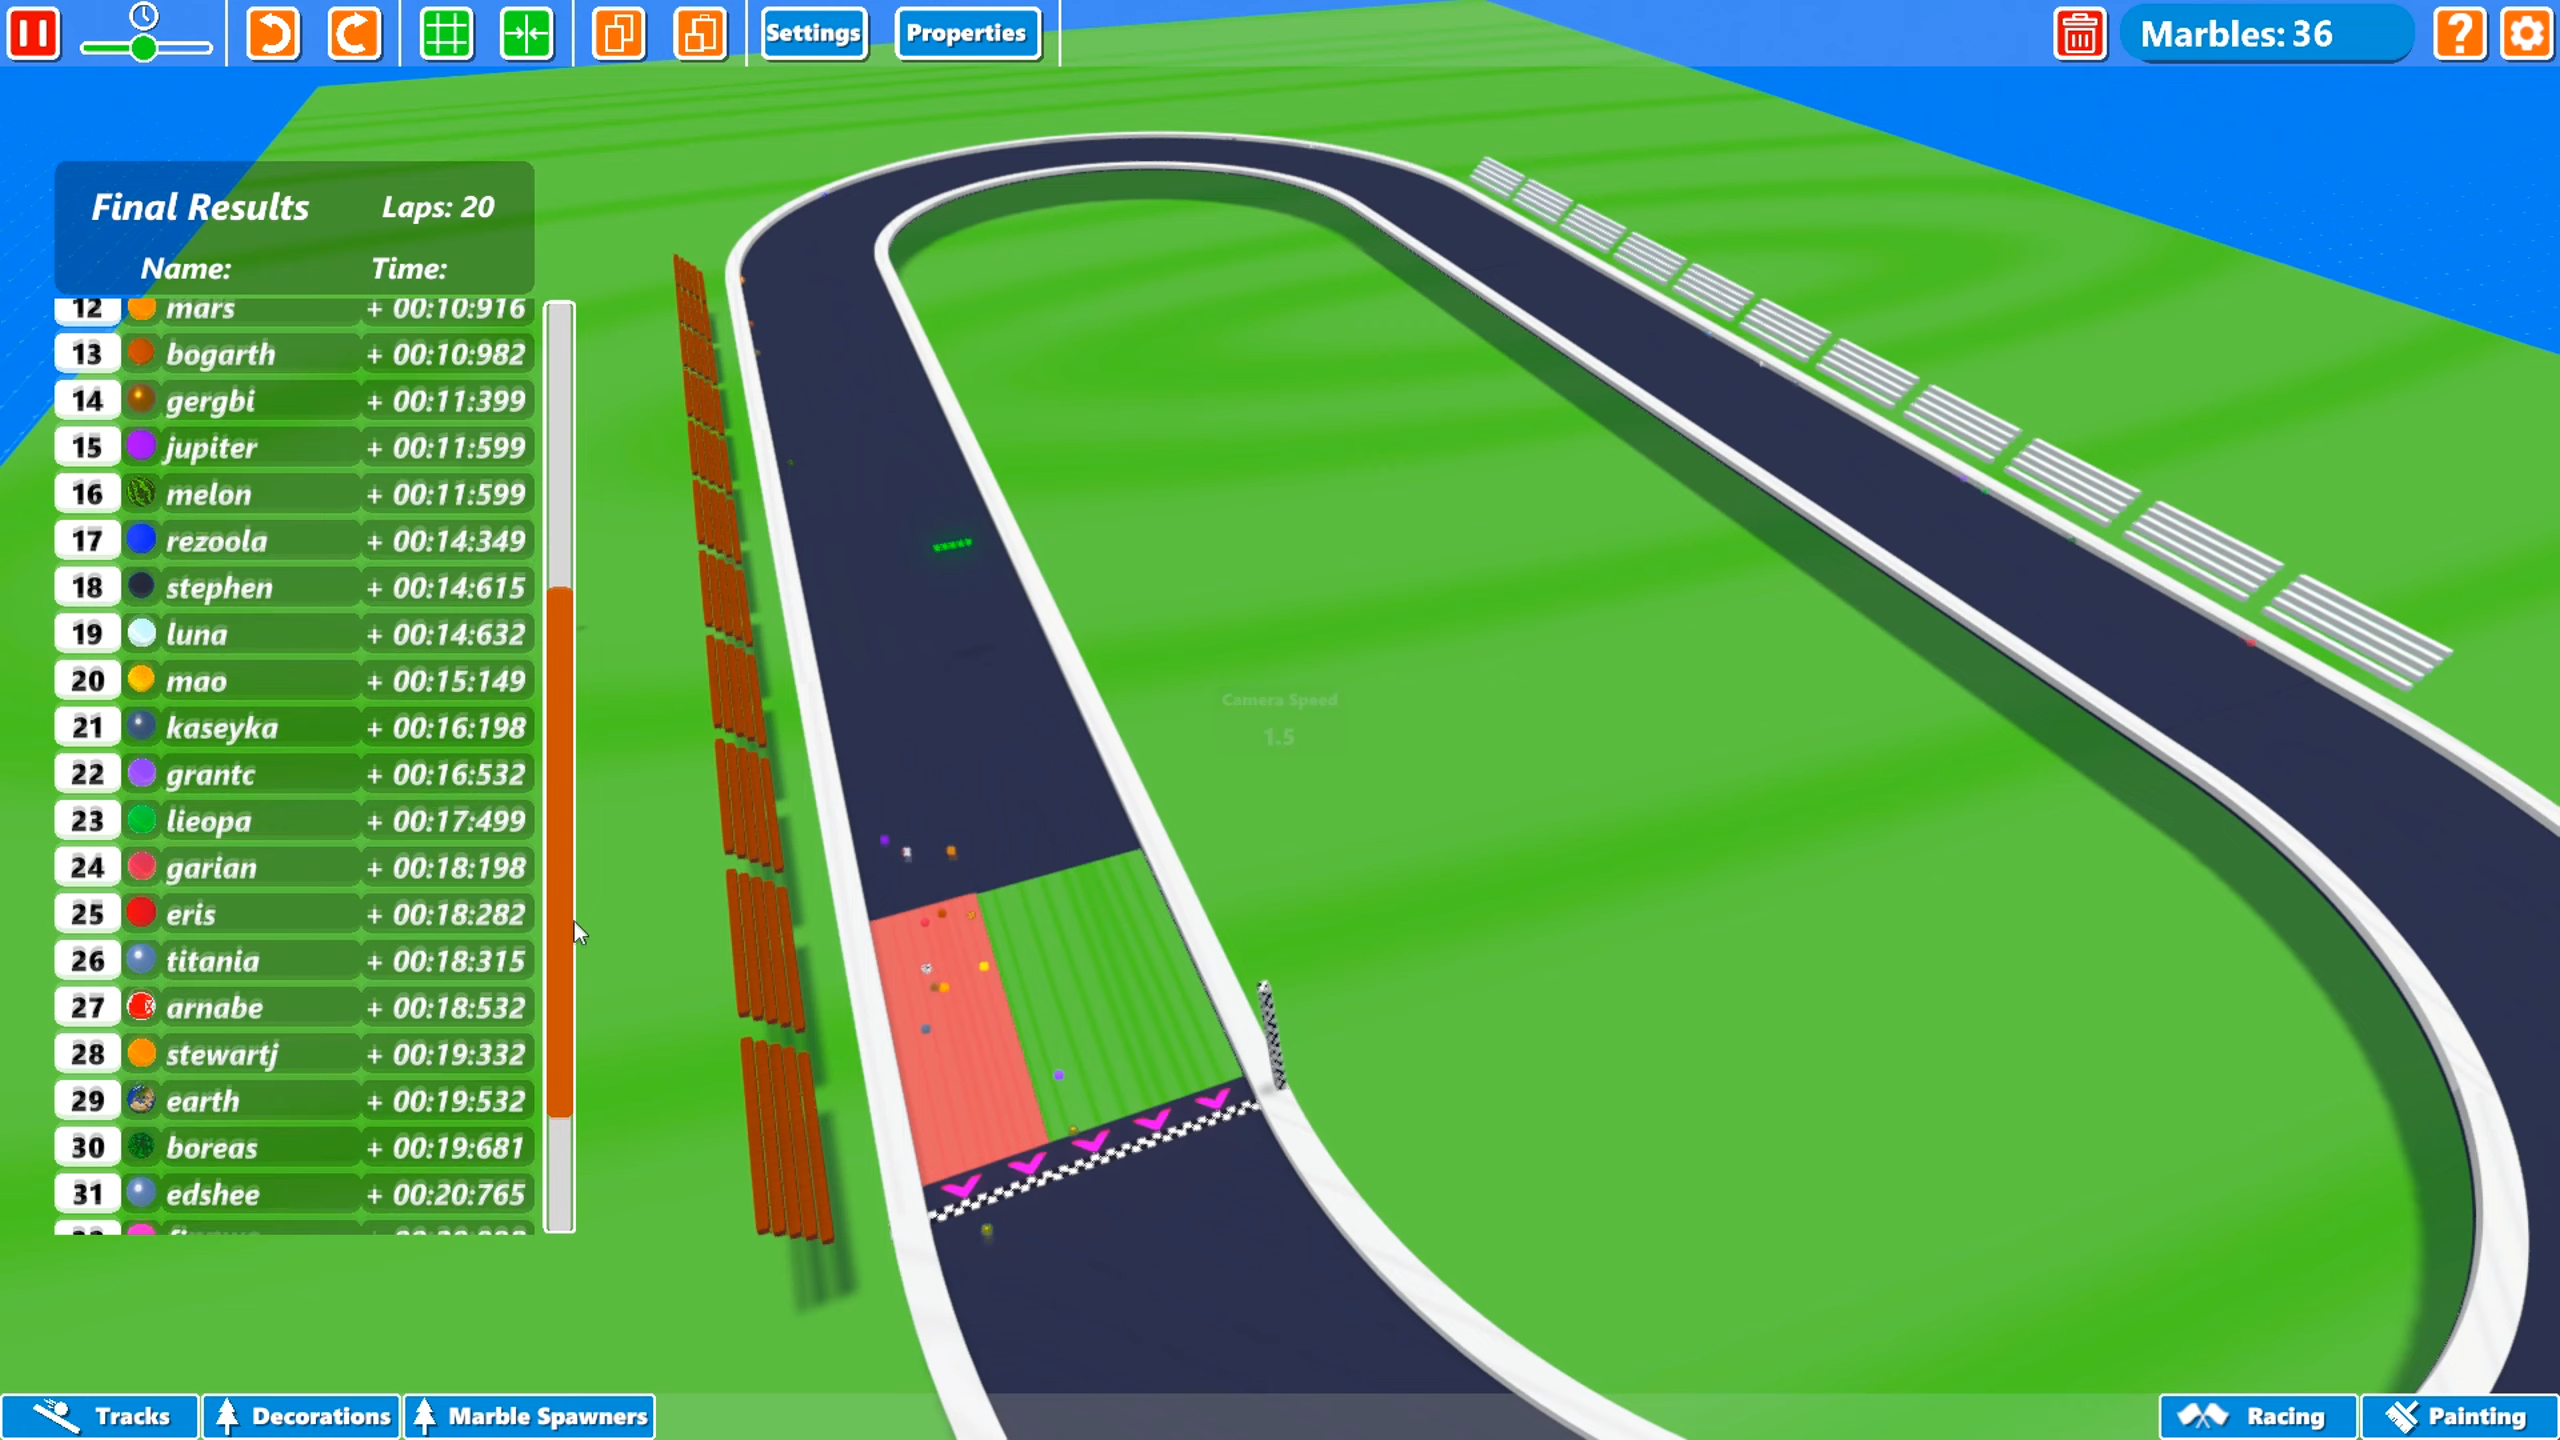 Settings
Properties
Marbles: 36
?
Final Results
Laps: 20
Name:
Time:
12 mars + 00:10:916
13 bogarth + 00:10:982
14 gergbi + 00:11:399
15 jupiter + 00:11:599
16 melon + 00:11:599
17 rezoola + 00:14:349
18 stephen + 00:14:615
19 luna + 00:14:632
20 mao + 00:15:149
21 kaseyka + 00:16:198
22 grantc + 00:16:532
23 lieopa + 00:17:499
24 garian + 00:18:198
25 eris + 00:18:282
26 titania + 00:18:315
27 arnabe + 00:18:532
28 stewartj + 00:19:332
29 earth + 00:19:532
30 boreas + 00:19:681
31 edshee + 00:20:765
Camera Speed
1.5
Tracks
Decorations
Marble Spawners
Racing
Painting